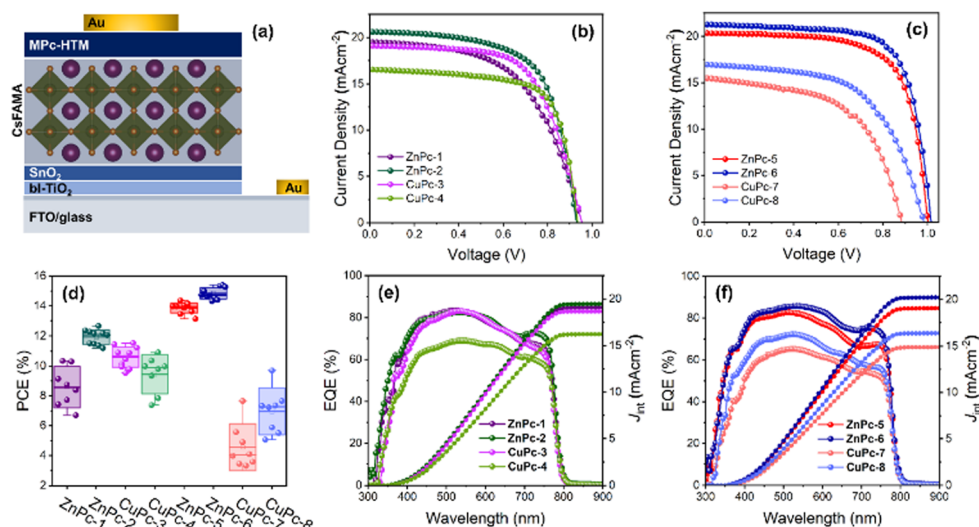 Au
(a)
MPc-HTM
CsFAMA
SnO₂
bl-TiO₂
Au
FTO/glass
(b)
Current Density (mAcm⁻²)
20
15
10
5
0
ZnPc-1
ZnPc-2
CuPc-3
CuPc-4
0.0 0.2 0.4 0.6 0.8 1.0
Voltage (V)
(c)
Current Density (mAcm⁻²)
20
15
10
5
0
ZnPc-5
ZnPc-6
CuPc-7
CuPc-8
0.0 0.2 0.4 0.6 0.8 1.0
Voltage (V)
(d)
PCE (%)
16
14
12
10
8
6
4
2
ZnPc-1 ZnPc-2 CuPc-3 CuPc-4 ZnPc-5 ZnPc-6 CuPc-7 CuPc-8
(e)
EQE (%)
100
80
60
40
20
0
20
15
10
5
0
Jint (mAcm⁻²)
ZnPc-1
ZnPc-2
CuPc-3
CuPc-4
300 400 500 600 700 800 900
Wavelength (nm)
(f)
EQE (%)
100
80
60
40
20
0
20
15
10
5
0
Jint (mAcm⁻²)
ZnPc-5
ZnPc-6
CuPc-7
CuPc-8
300 400 500 600 700 800 900
Wavelength (nm)